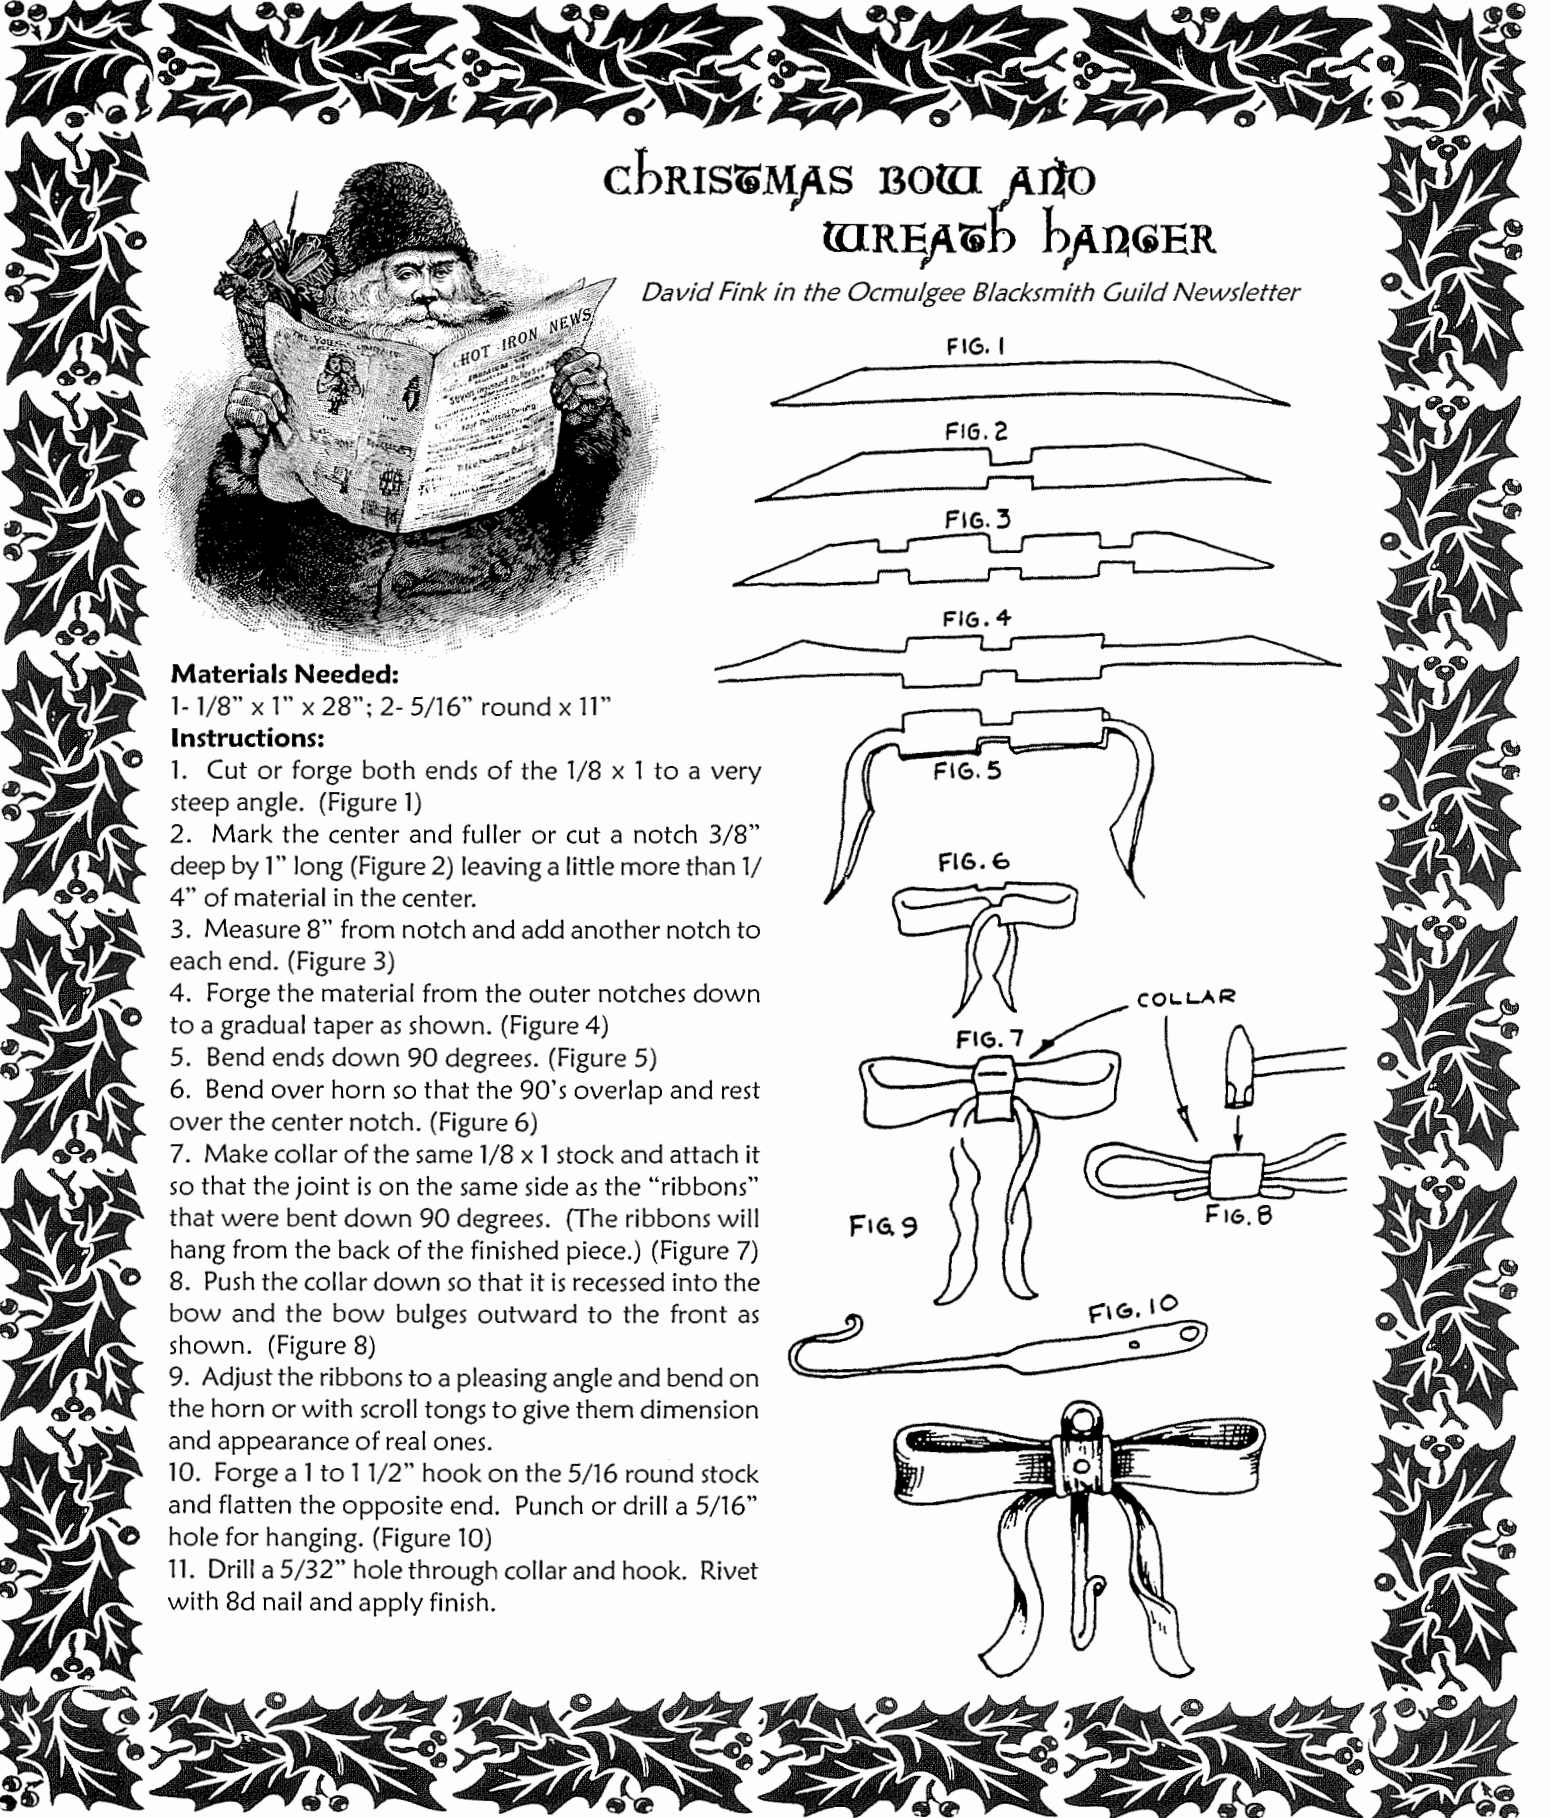 CHRISTMAS BOW AND
WREATH HANGER
David Fink in the Ocmulgee Blacksmith Guild Newsletter
HOT IRON NEWS
FIG. 1
FIG. 2
FIG. 3
FIG. 4
FIG. 5
FIG. 6
FIG. 7
COLLAR
FIG. 8
FIG. 9
FIG. 10
Materials Needed:
1- 1/8” x 1” x 28”; 2- 5/16” round x 11”
Instructions:
1. Cut or forge both ends of the 1/8 x 1 to a very
steep angle. (Figure 1)
2. Mark the center and fuller or cut a notch 3/8”
deep by 1” long (Figure 2) leaving a little more than 1/
4” of material in the center.
3. Measure 8” from notch and add another notch to
each end. (Figure 3)
4. Forge the material from the outer notches down
to a gradual taper as shown. (Figure 4)
5. Bend ends down 90 degrees. (Figure 5)
6. Bend over horn so that the 90’s overlap and rest
over the center notch. (Figure 6)
7. Make collar of the same 1/8 x 1 stock and attach it
so that the joint is on the same side as the “ribbons”
that were bent down 90 degrees. (The ribbons will
hang from the back of the finished piece.) (Figure 7)
8. Push the collar down so that it is recessed into the
bow and the bow bulges outward to the front as
shown. (Figure 8)
9. Adjust the ribbons to a pleasing angle and bend on
the horn or with scroll tongs to give them dimension
and appearance of real ones.
10. Forge a 1 to 1 1/2” hook on the 5/16 round stock
and flatten the opposite end. Punch or drill a 5/16”
hole for hanging. (Figure 10)
11. Drill a 5/32” hole through collar and hook. Rivet
with 8d nail and apply finish.